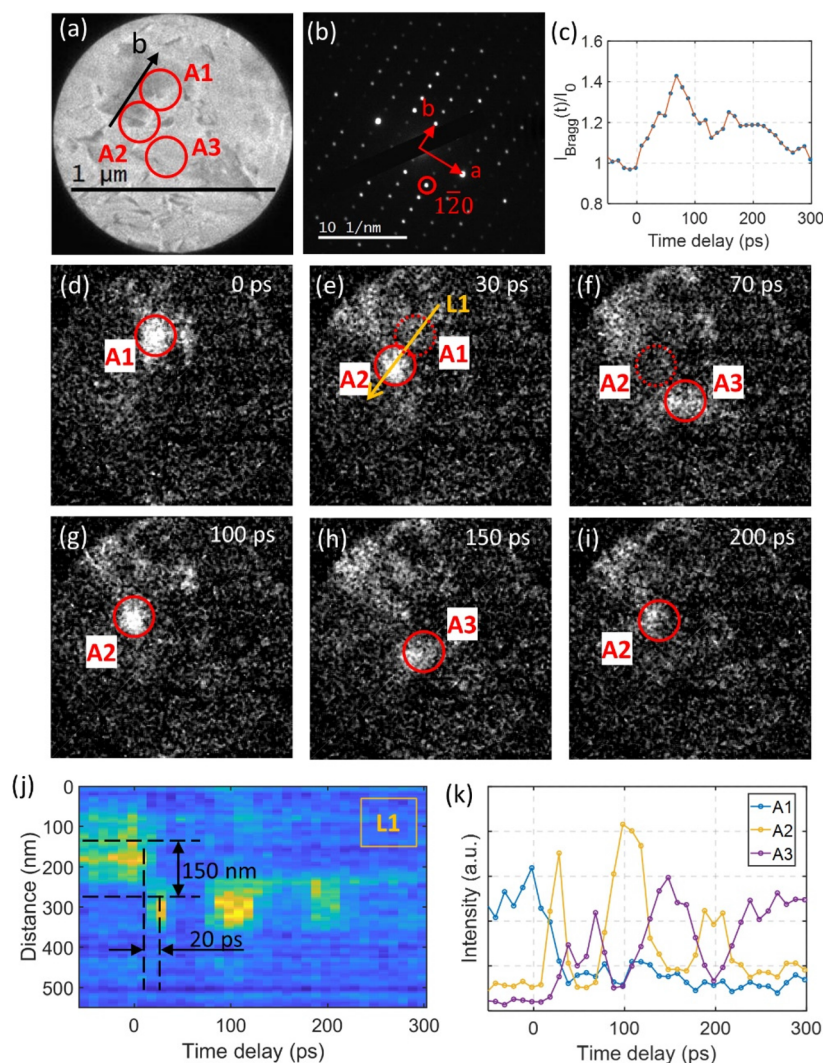 (a)
b
A1
A2
A3
1 µm
(b)
b
a
12̅0
10 1/nm
(c)
I_Bragg(t)/I_0
1.6
1.4
1.2
1
0.8
0
100
200
300
Time delay (ps)
(d)
0 ps
A1
(e)
30 ps
L1
A1
A2
(f)
70 ps
A2
A3
(g)
100 ps
A2
(h)
150 ps
A3
(i)
200 ps
A2
(j)
Distance (nm)
0
100
200
300
400
500
L1
150 nm
20 ps
0
100
200
300
Time delay (ps)
(k)
Intensity (a.u.)
A1
A2
A3
0
100
200
300
Time delay (ps)